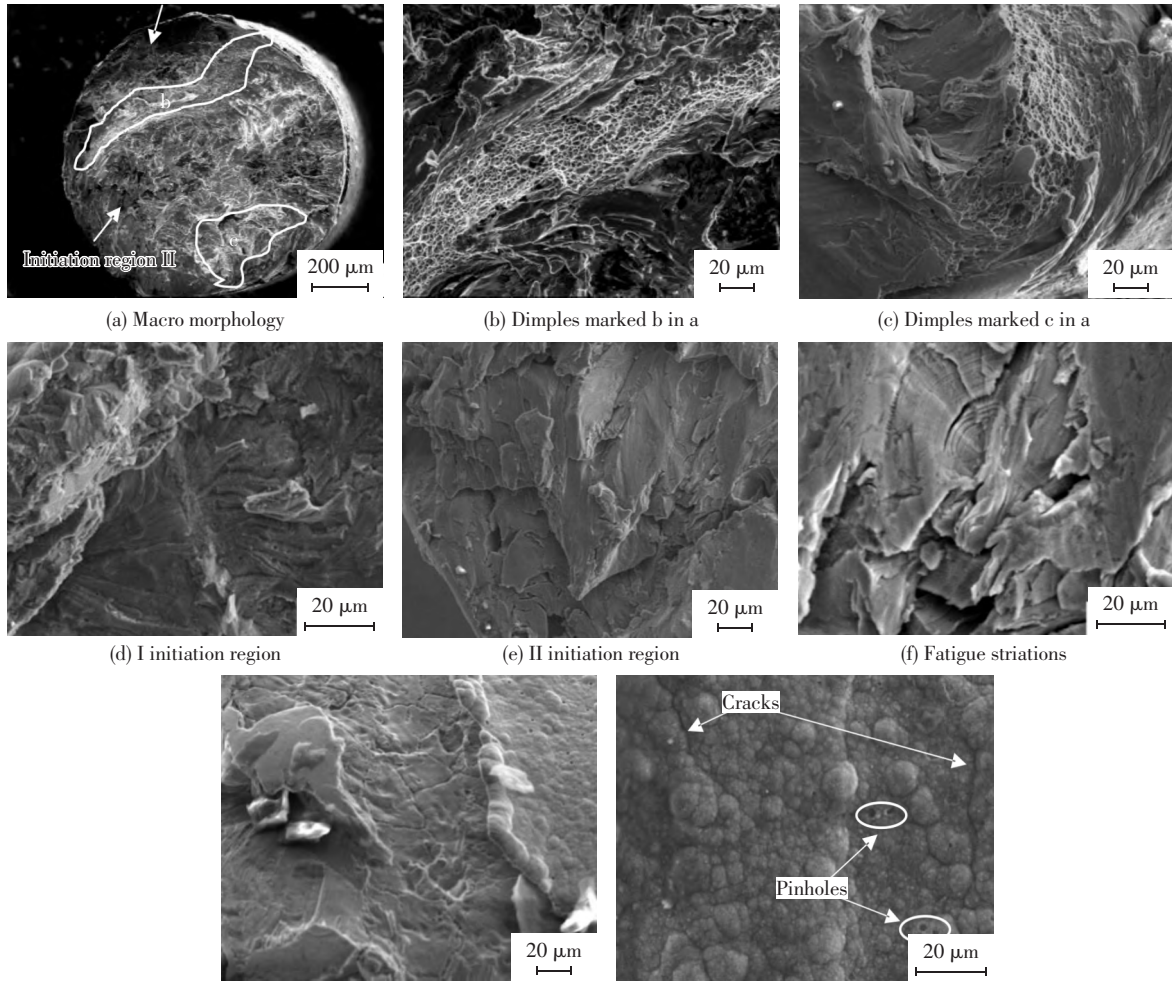 b
c
Initiation region II
200 μm
20 μm
20 μm
(a) Macro morphology
(b) Dimples marked b in a
(c) Dimples marked c in a
20 μm
20 μm
20 μm
(d) I initiation region
(e) II initiation region
(f) Fatigue striations
Cracks
Pinholes
20 μm
20 μm